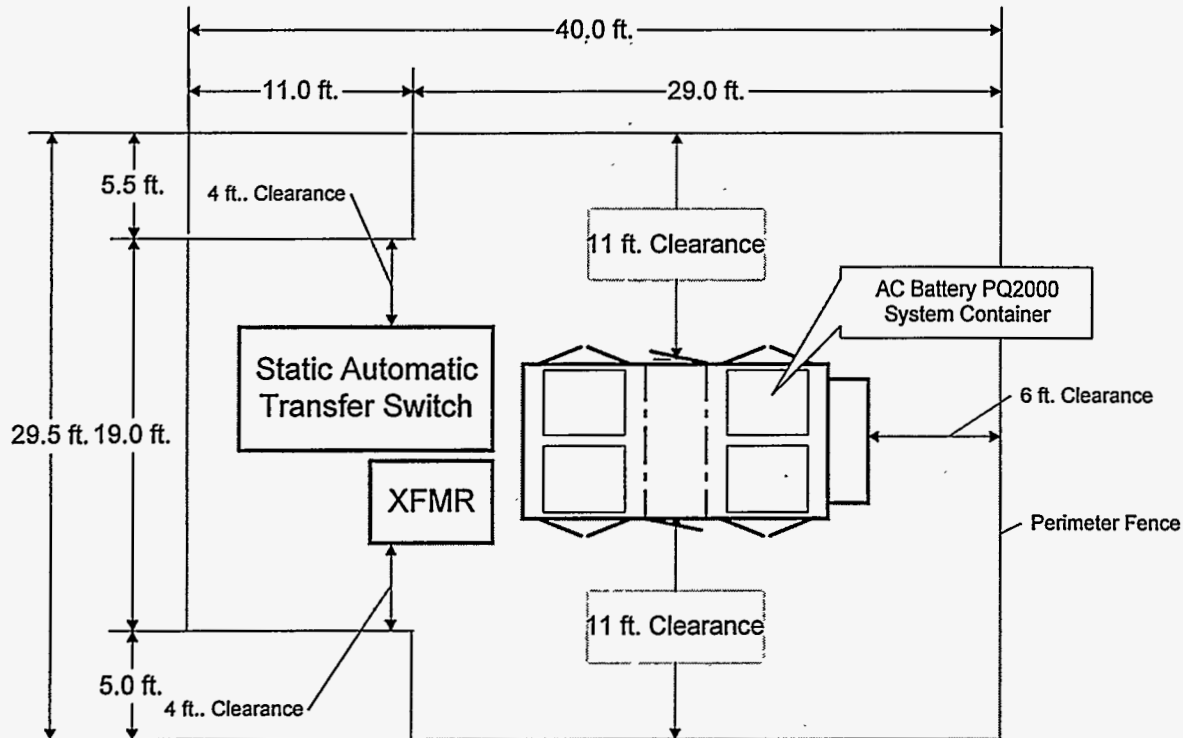 40.0 ft.
11.0 ft.
29.0 ft.
5.5 ft.
4 ft.. Clearance
11 ft. Clearance
AC Battery PQ2000
System Container
Static Automatic
Transfer Switch
6 ft. Clearance
29.5 ft.
19.0 ft.
XFMR
Perimeter Fence
11 ft. Clearance
5.0 ft.
4 ft.. Clearance